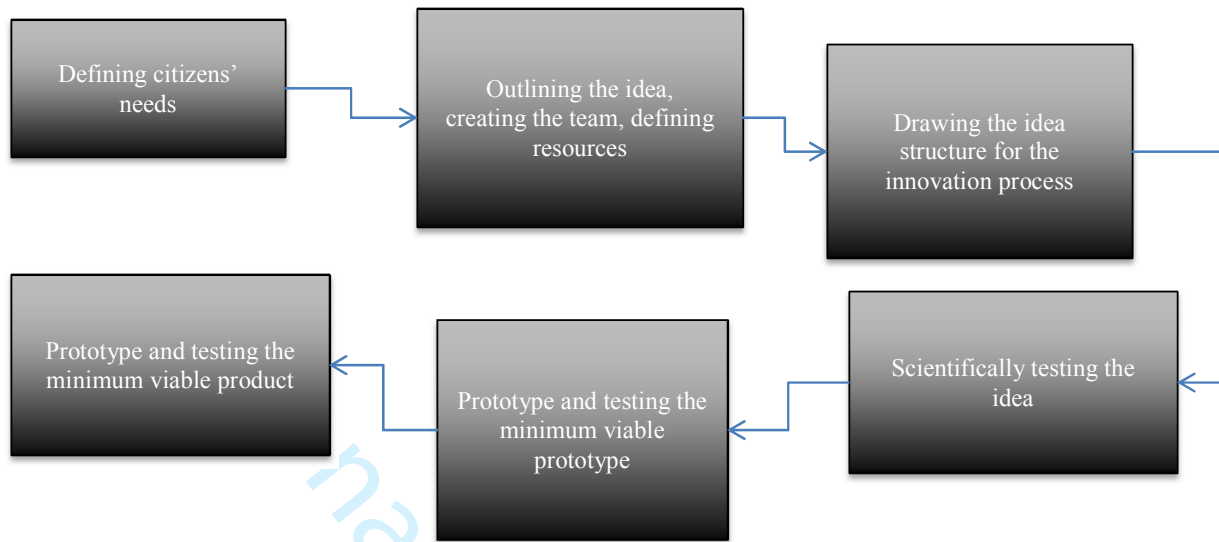 Defining citizens’
needs
Outlining the idea,
creating the team, defining
resources
Drawing the idea
structure for the
innovation process
Scientifically testing the
idea
Prototype and testing the
minimum viable
prototype
Prototype and testing the
minimum viable product
na